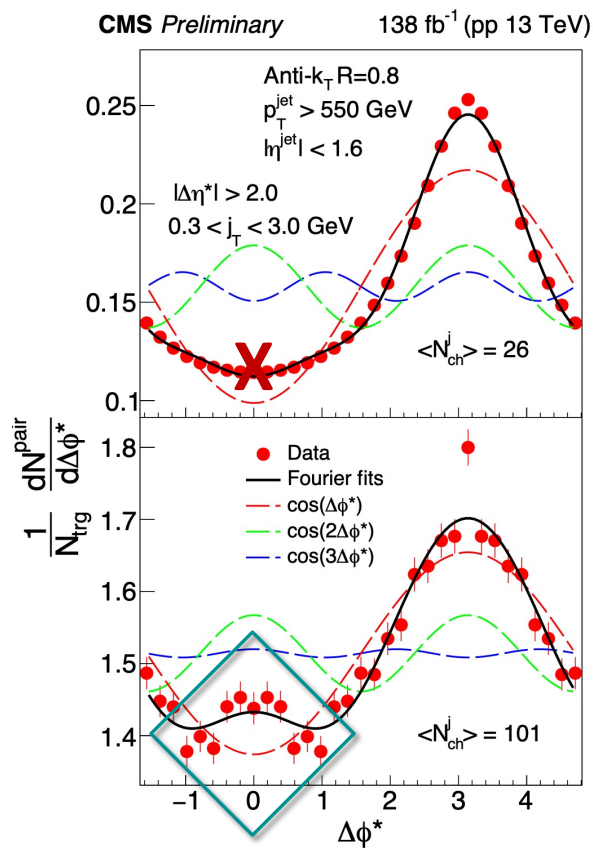 CMS Preliminary 138 fb⁻¹ (pp 13 TeV)
Anti-k_T R=0.8
p_T^jet > 550 GeV
|η^jet| < 1.6
|Δη*| > 2.0
0.3 < j_T < 3.0 GeV
0.25
0.2
0.15
0.1
<N_ch^j> = 26
X
1/N_trg dN^pair/dΔϕ*
1.8
1.7
1.6
1.5
1.4
Data
Fourier fits
cos(Δϕ*)
cos(2Δϕ*)
cos(3Δϕ*)
<N_ch^j> = 101
−1 0 1 2 3 4
Δϕ*